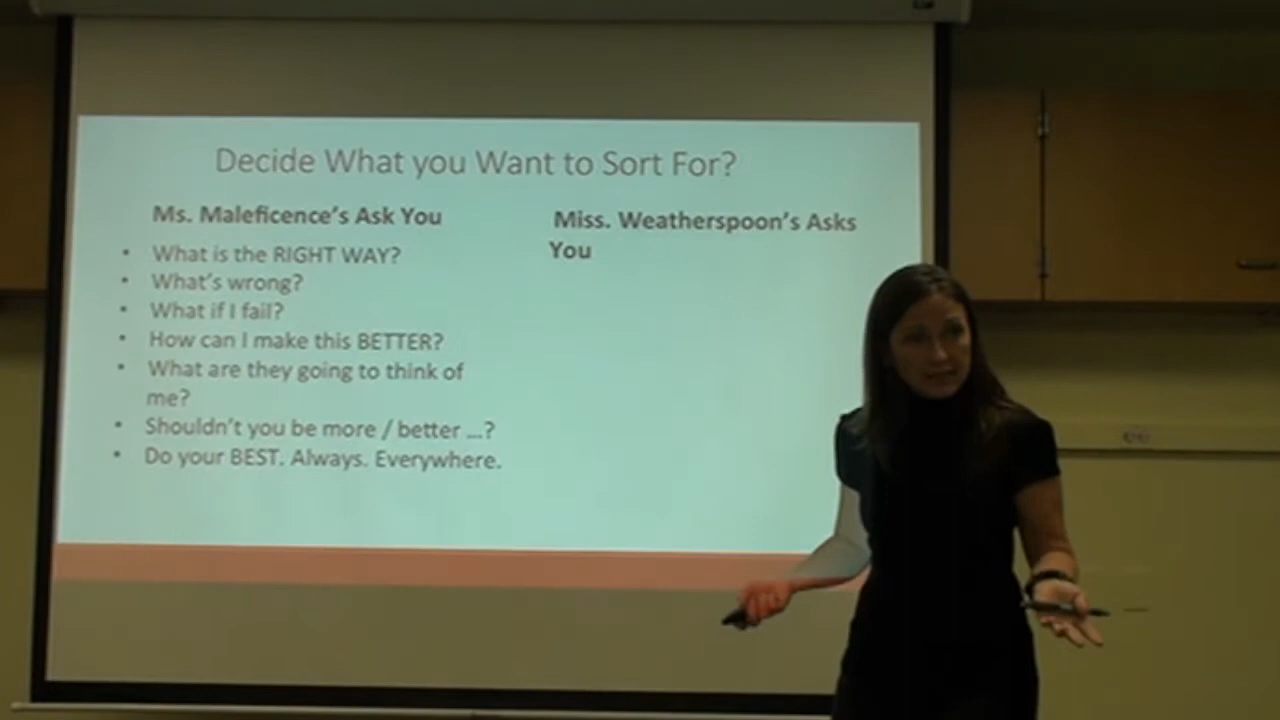 Decide What you Want to Sort For?
Ms. Maleficence's Ask You
• What is the RIGHT WAY?
• What's wrong?
• What if I fail?
• How can I make this BETTER?
• What are they going to think of
me?
• Shouldn't you be more / better ...?
• Do your BEST. Always. Everywhere.
Miss. Weatherspoon's Asks
You